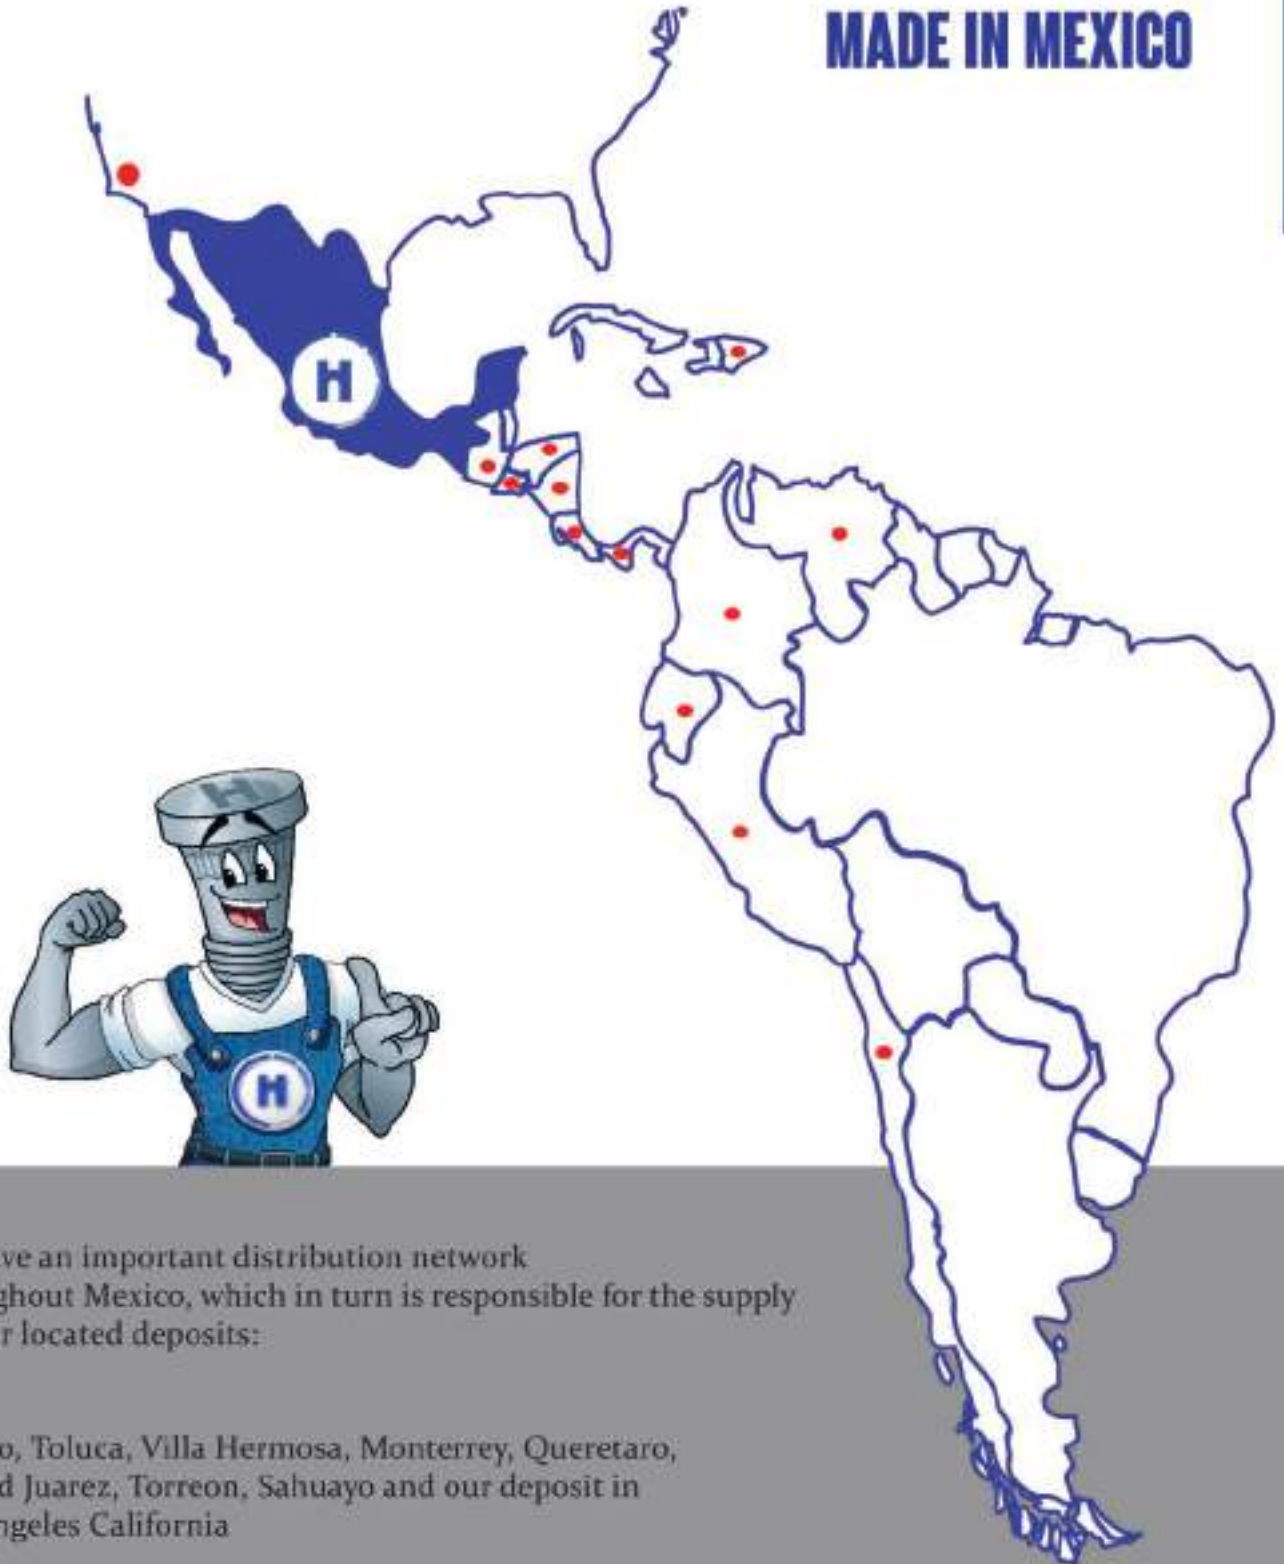 MADE IN MEXICO
H
H
H
ve an important distribution network
ghout Mexico, which in turn is responsible for the supply
r located deposits:
o, Toluca, Villa Hermosa, Monterrey, Queretaro,
d Juarez, Torreon, Sahuayo and our deposit in
ngeles California